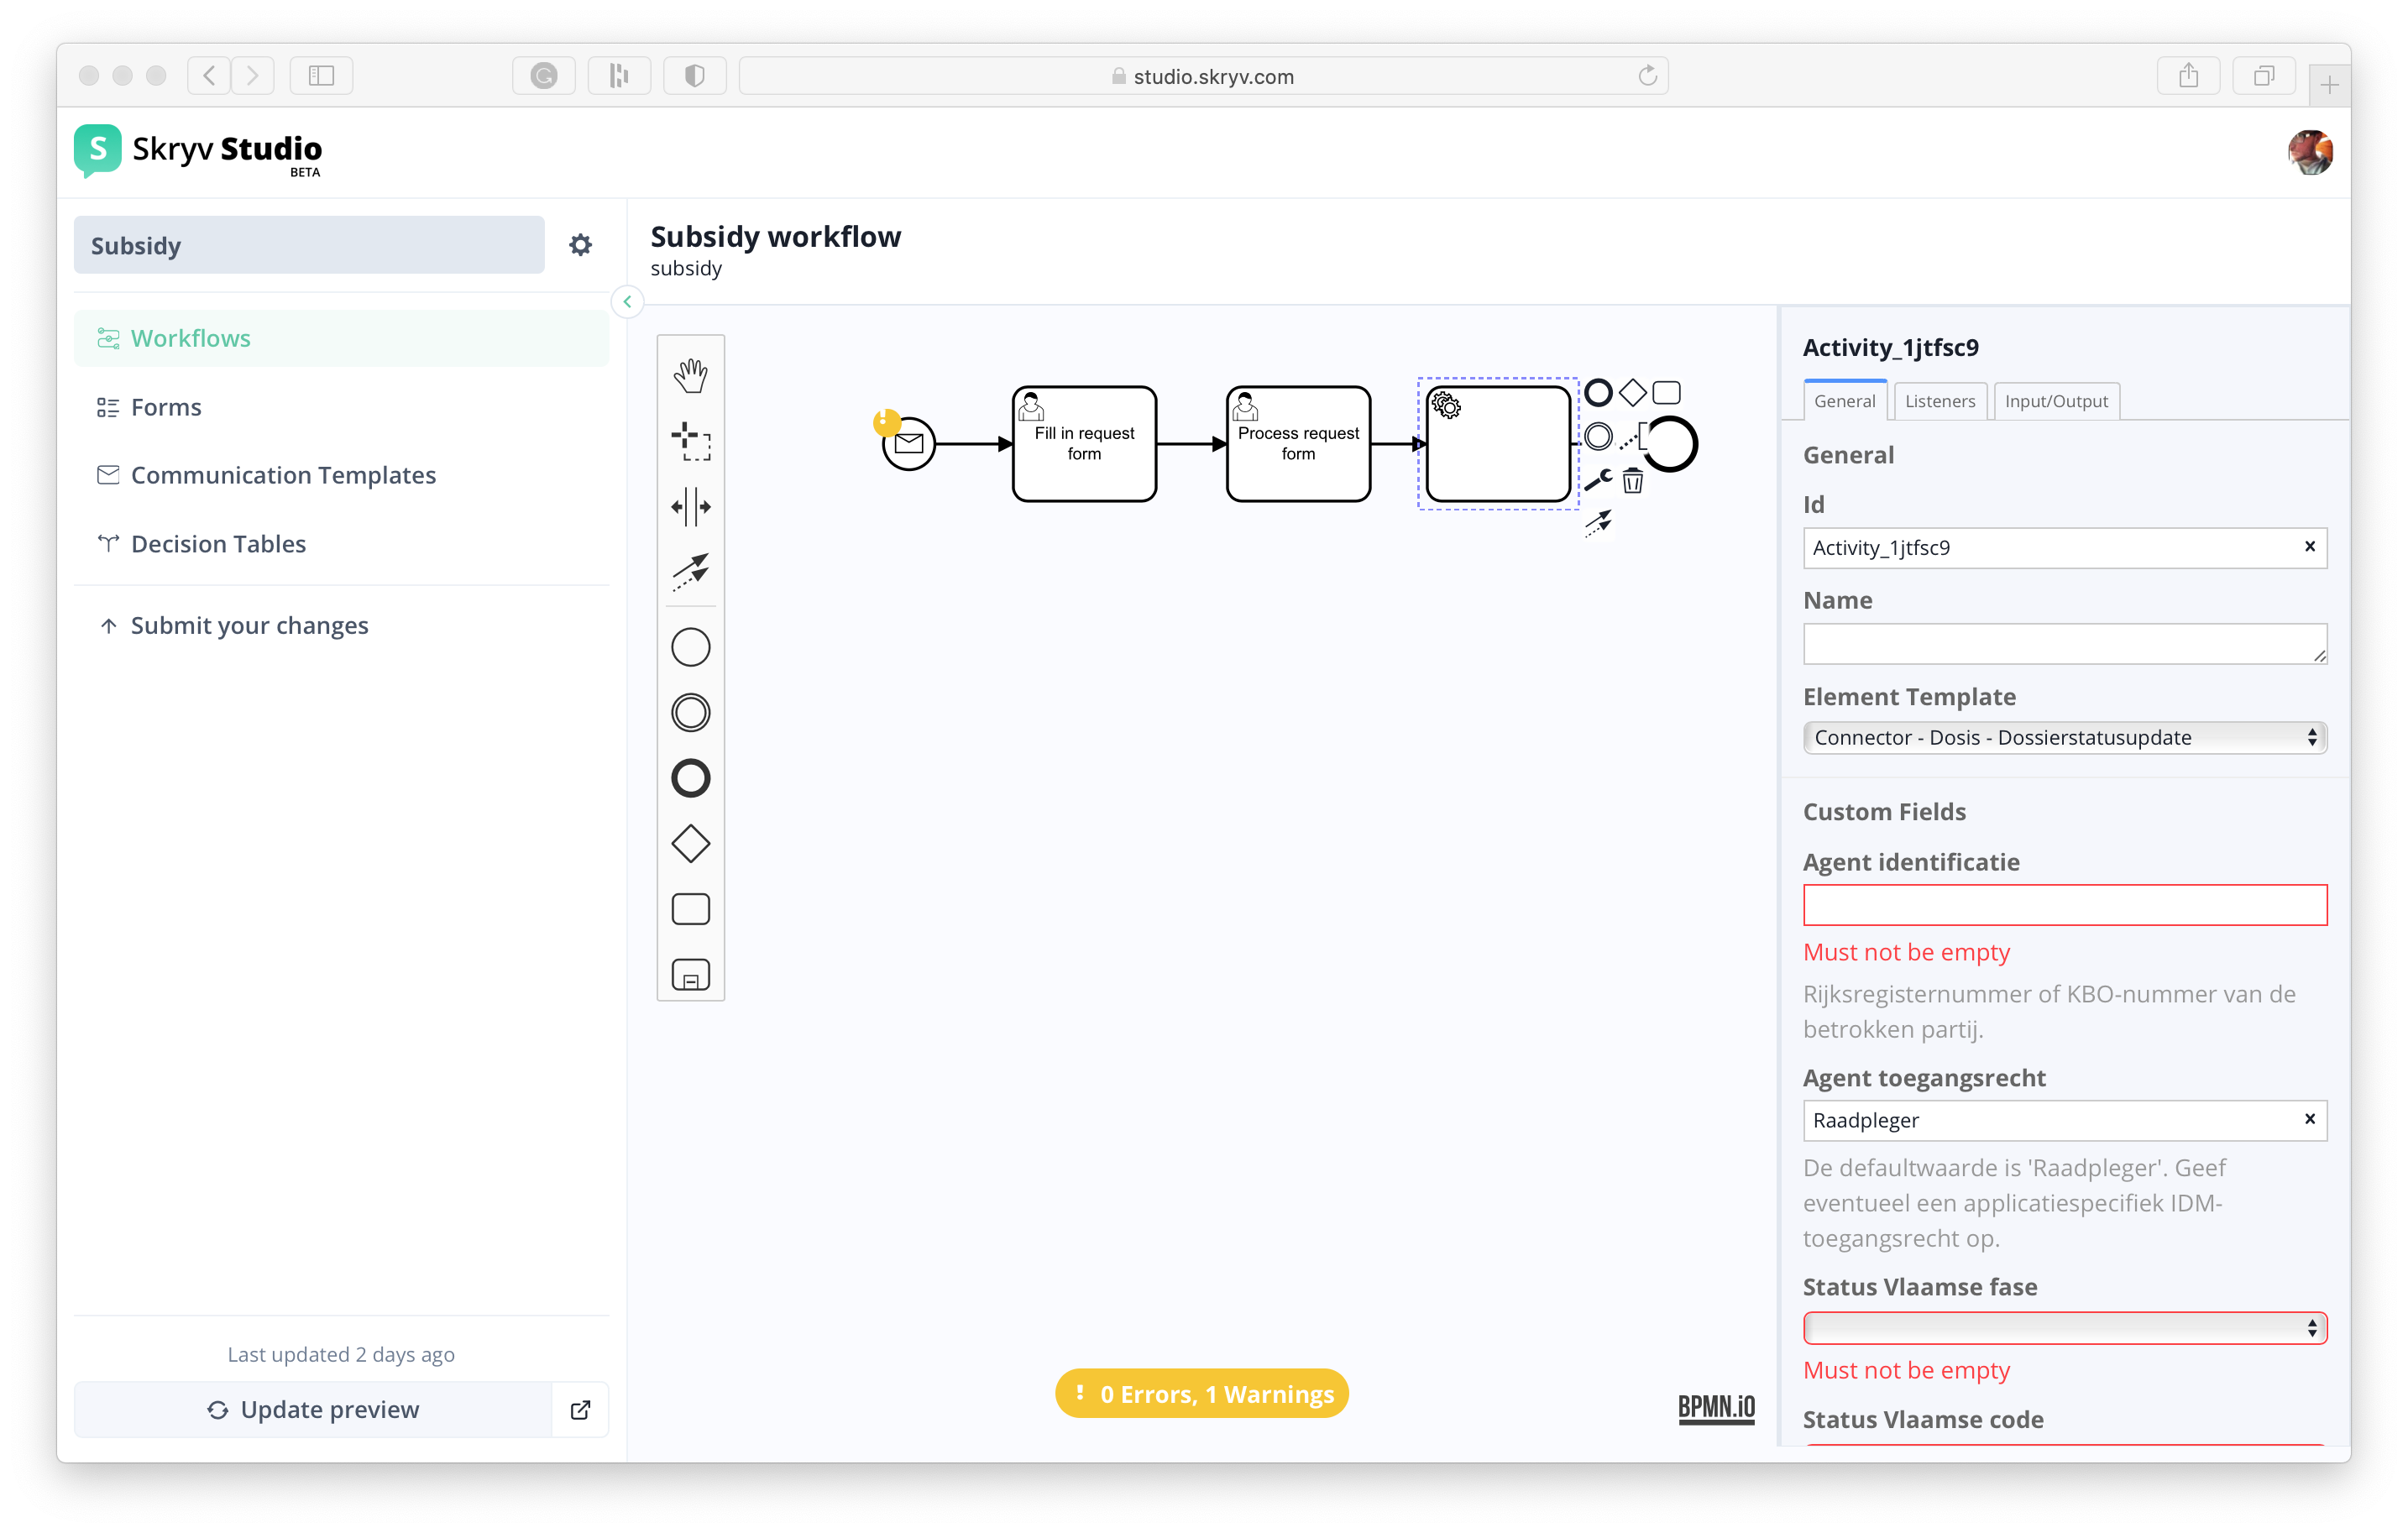 studio.skryv.com
S
Skryv Studio
BETA
Subsidy
Workflows
Forms
Communication Templates
Decision Tables
Submit your changes
Last updated 2 days ago
Update preview
Subsidy workflow
subsidy
Fill in request
form
Process request
form
! 0 Errors, 1 Warnings
BPMN.iO
Activity_1jtfsc9
General
Listeners
Input/Output
General
Id
Activity_1jtfsc9
Name
Element Template
Connector - Dosis - Dossierstatusupdate
Custom Fields
Agent identificatie
Must not be empty
Rijksregisternummer of KBO-nummer van de
betrokken partij.
Agent toegangsrecht
Raadpleger
De defaultwaarde is 'Raadpleger'. Geef
eventueel een applicatiespecifiek IDM-
toegangsrecht op.
Status Vlaamse fase
Must not be empty
Status Vlaamse code